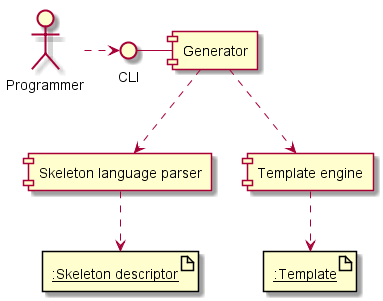 Programmer
CLI
Generator
Skeleton language parser
Template engine
:Skeleton descriptor
:Template